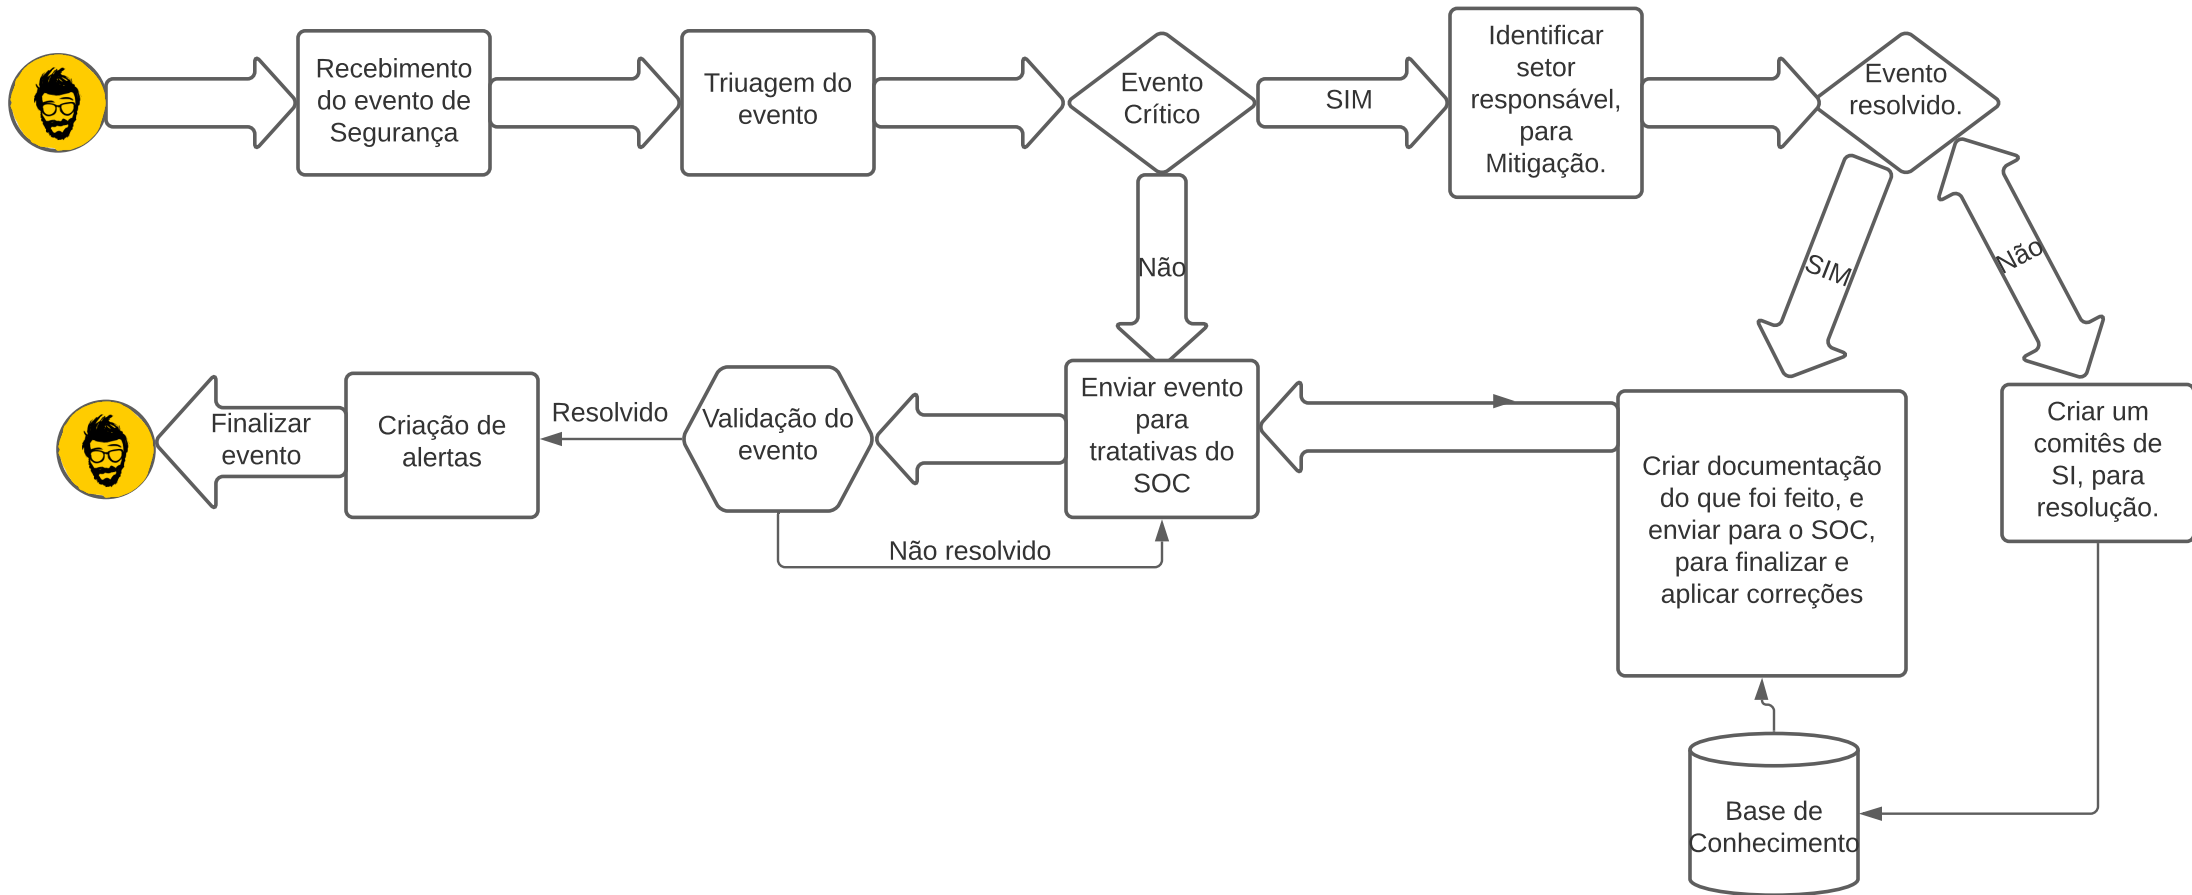 Recebimento
do evento de
Segurança
Triuagem do
evento
Evento
Crítico
SIM
Identificar
setor
responsável,
para
Mitigação.
Evento
resolvido.
Não
SIM
Não
Finalizar
evento
Criação de
alertas
Resolvido
Validação do
evento
Não resolvido
Enviar evento
para
tratativas do
SOC
Criar documentação
do que foi feito, e
enviar para o SOC,
para finalizar e
aplicar correções
Criar um
comitês de
SI, para
resolução.
Base de
Conhecimento